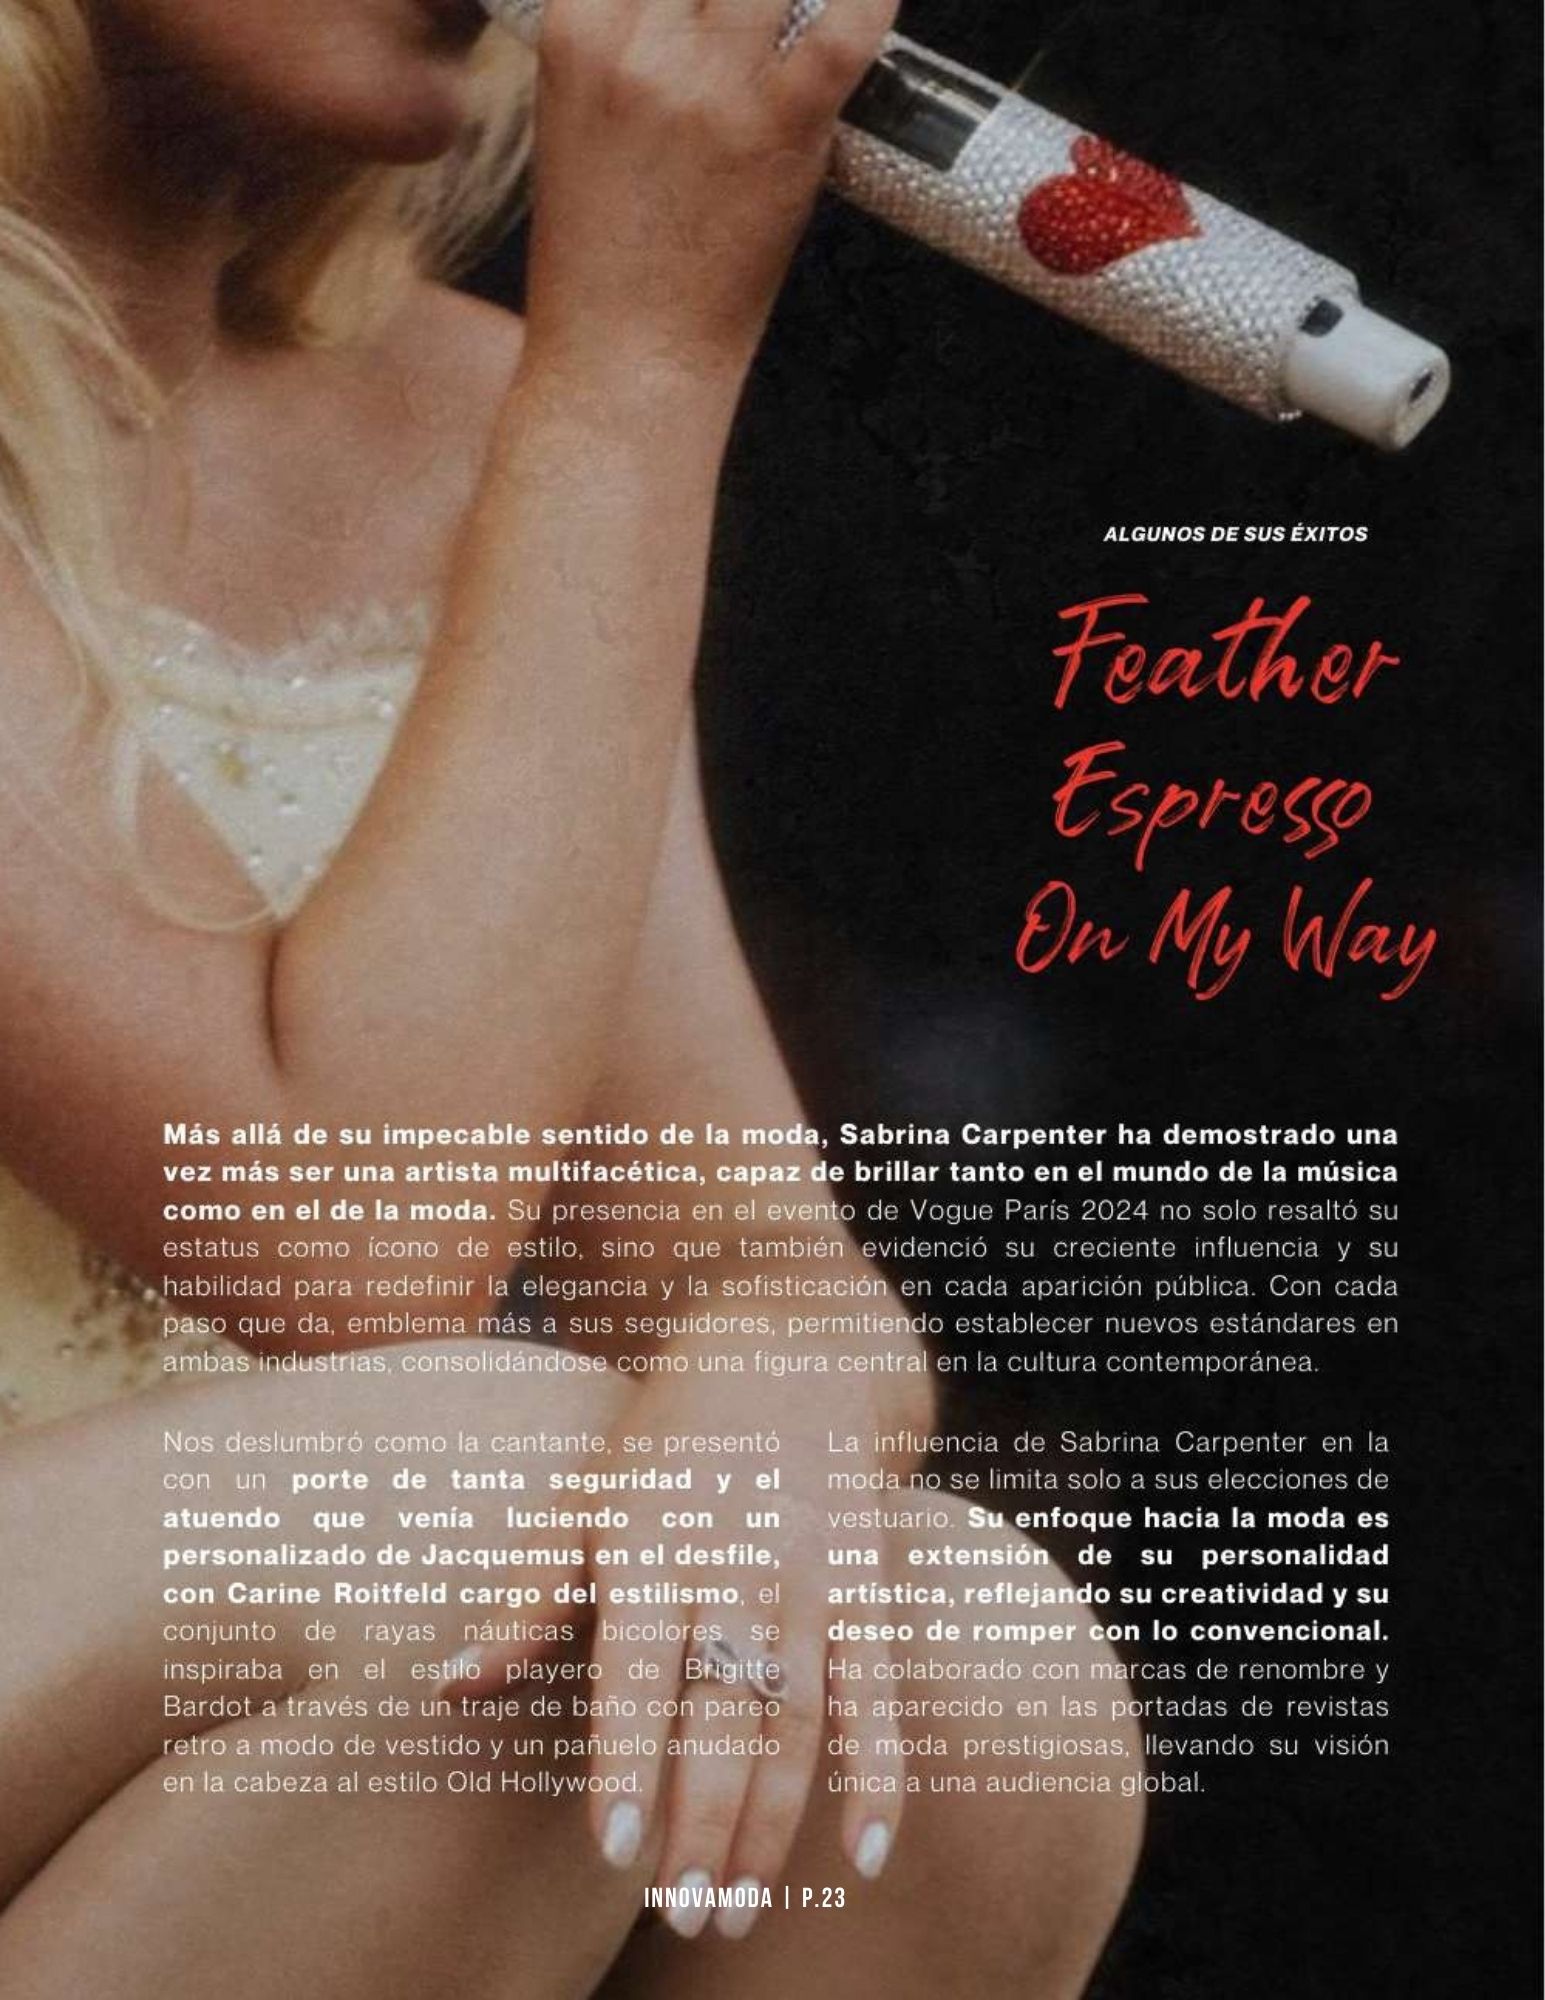 ALGUNOS DE SUS ÉXITOS
Feather
Espresso
On My Way
Más allá de su impecable sentido de la moda, Sabrina Carpenter ha demostrado una
vez más ser una artista multifacética, capaz de brillar tanto en el mundo de la música
como en el de la moda. Su presencia en el evento de Vogue París 2024 no solo resaltó su
estatus como ícono de estilo, sino que también evidenció su creciente influencia y su
habilidad para redefinir la elegancia y la sofisticación en cada aparición pública. Con cada
paso que da, emblema más a sus seguidores, permitiendo establecer nuevos estándares en
ambas industrias, consolidándose como una figura central en la cultura contemporánea.
Nos deslumbró como la cantante, se presentó
con un porte de tanta seguridad y el
atuendo que venía luciendo con un
personalizado de Jacquemus en el desfile,
con Carine Roitfeld cargo del estilismo, el
conjunto de rayas náuticas bicolores se
inspiraba en el estilo playero de Brigitte
Bardot a través de un traje de baño con pareo
retro a modo de vestido y un pañuelo anudado
en la cabeza al estilo Old Hollywood.
La influencia de Sabrina Carpenter en la
moda no se limita solo a sus elecciones de
vestuario. Su enfoque hacia la moda es
una extensión de su personalidad
artística, reflejando su creatividad y su
deseo de romper con lo convencional.
Ha colaborado con marcas de renombre y
ha aparecido en las portadas de revistas
de moda prestigiosas, llevando su visión
única a una audiencia global.
INNOVAMODA | P.23